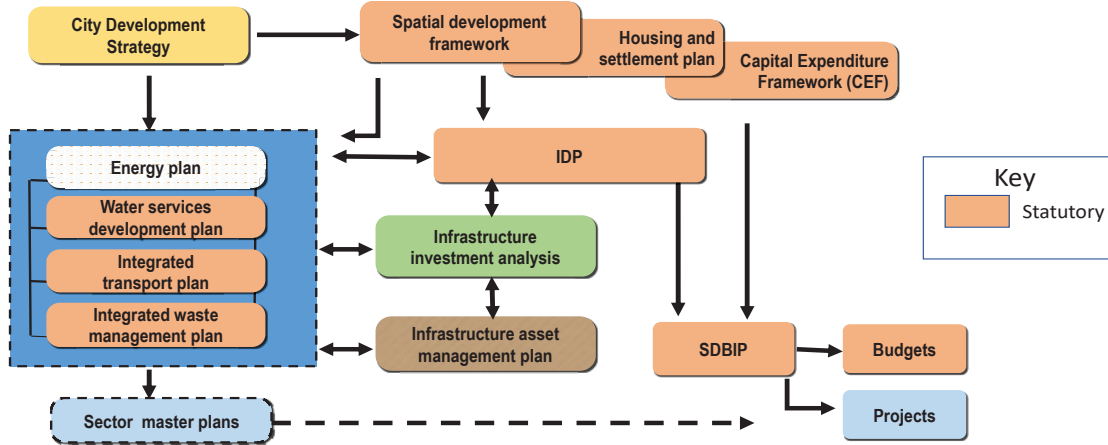 City Development
Strategy
Spatial development
framework
Housing and
settlement plan
Capital Expenditure
Framework (CEF)
Energy plan
Water services
development plan
Integrated
transport plan
Integrated waste
management plan
IDP
Infrastructure
investment analysis
Infrastructure asset
management plan
Key
Statutory
SDBIP
Budgets
Sector master plans
Projects